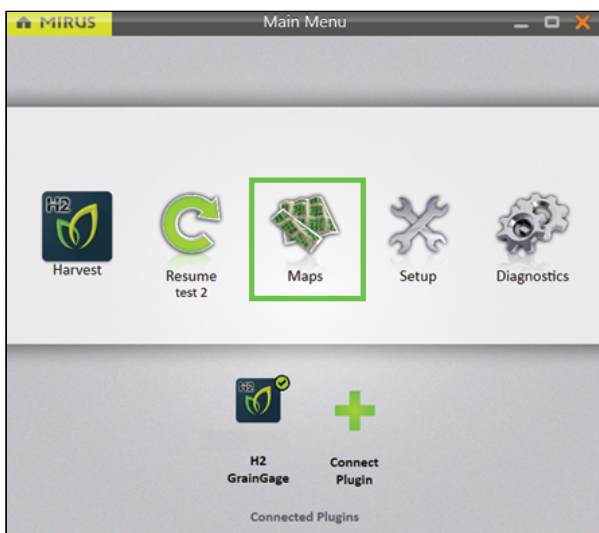 MIRUS
Main Menu
H2
Harvest
Resume
test 2
Maps
Setup
Diagnostics
H2
H2
GrainGage
Connect
Plugin
Connected Plugins